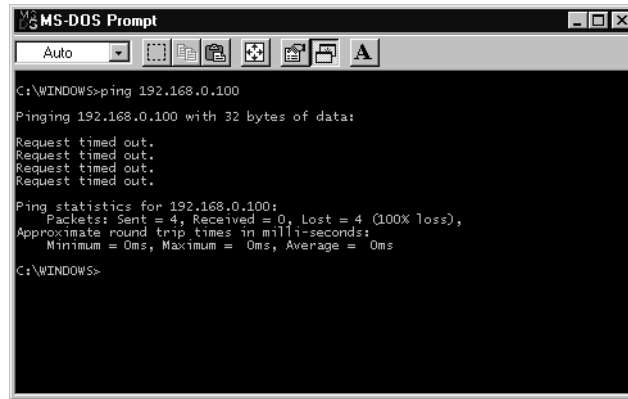 MS-DOS Prompt
Auto
A
C:\WINDOWS>ping 192.168.0.100
Pinging 192.168.0.100 with 32 bytes of data:
Request timed out.
Request timed out.
Request timed out.
Request timed out.
Ping statistics for 192.168.0.100:
    Packets: Sent = 4, Received = 0, Lost = 4 (100% loss),
Approximate round trip times in milli-seconds:
    Minimum = 0ms, Maximum =  0ms, Average =  0ms
C:\WINDOWS>